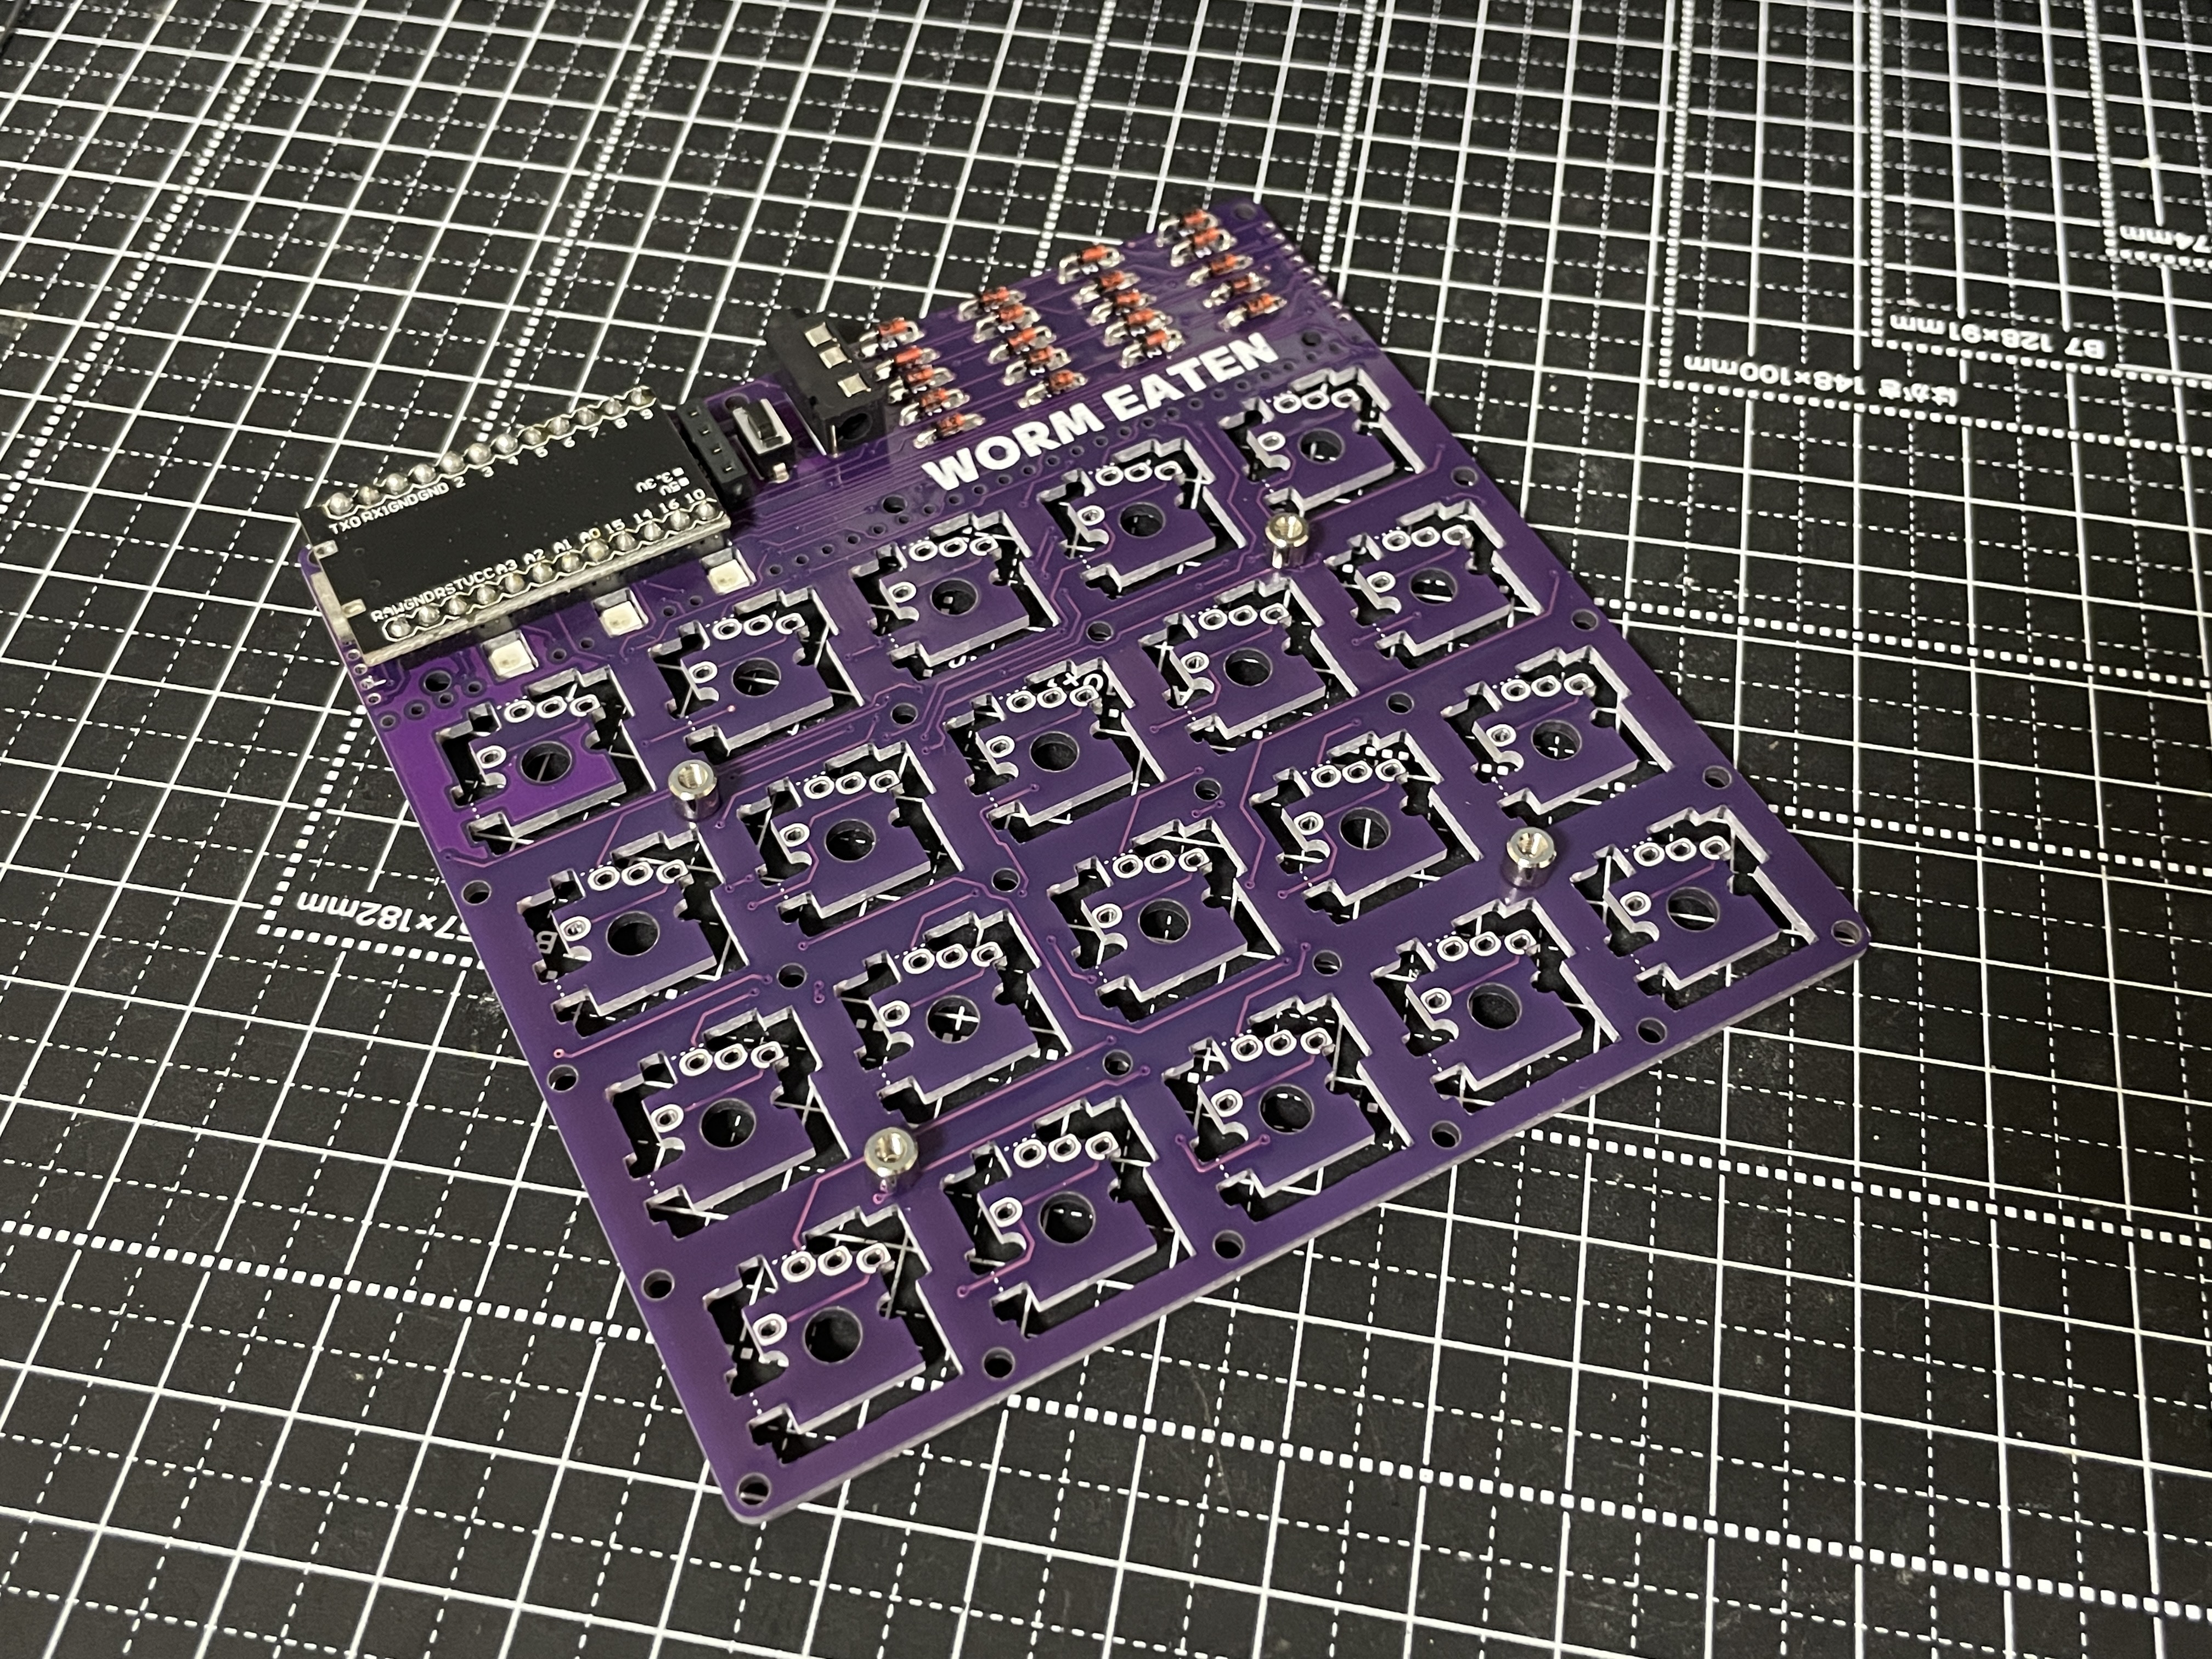 WORM EATEN
TXO RX1 GND GND 2 3 4 5 6 7 8 9
5V
3.3V
RAW GND RST VCC A3 A2 A1 A0 15 14 16 10
74mm
B7 128×91mm
はがき 148×100mm
7×182mm
B